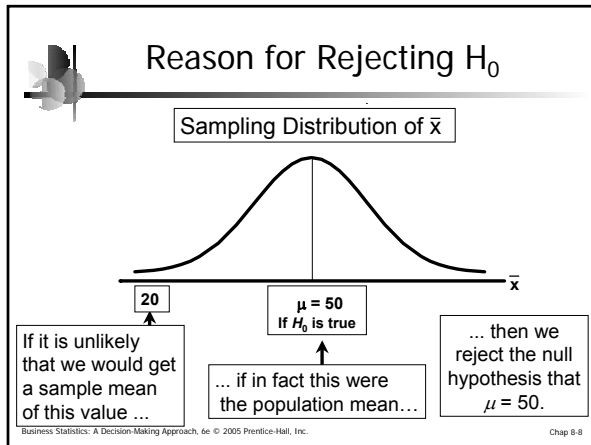 Reason for Rejecting H₀
Sampling Distribution of x̅
x̅
20
μ = 50
If H₀ is true
If it is unlikely
that we would get
a sample mean
of this value ...
... if in fact this were
the population mean…
... then we
reject the null
hypothesis that
μ = 50.
Business Statistics: A Decision-Making Approach, 6e © 2005 Prentice-Hall, Inc.
Chap 8-8